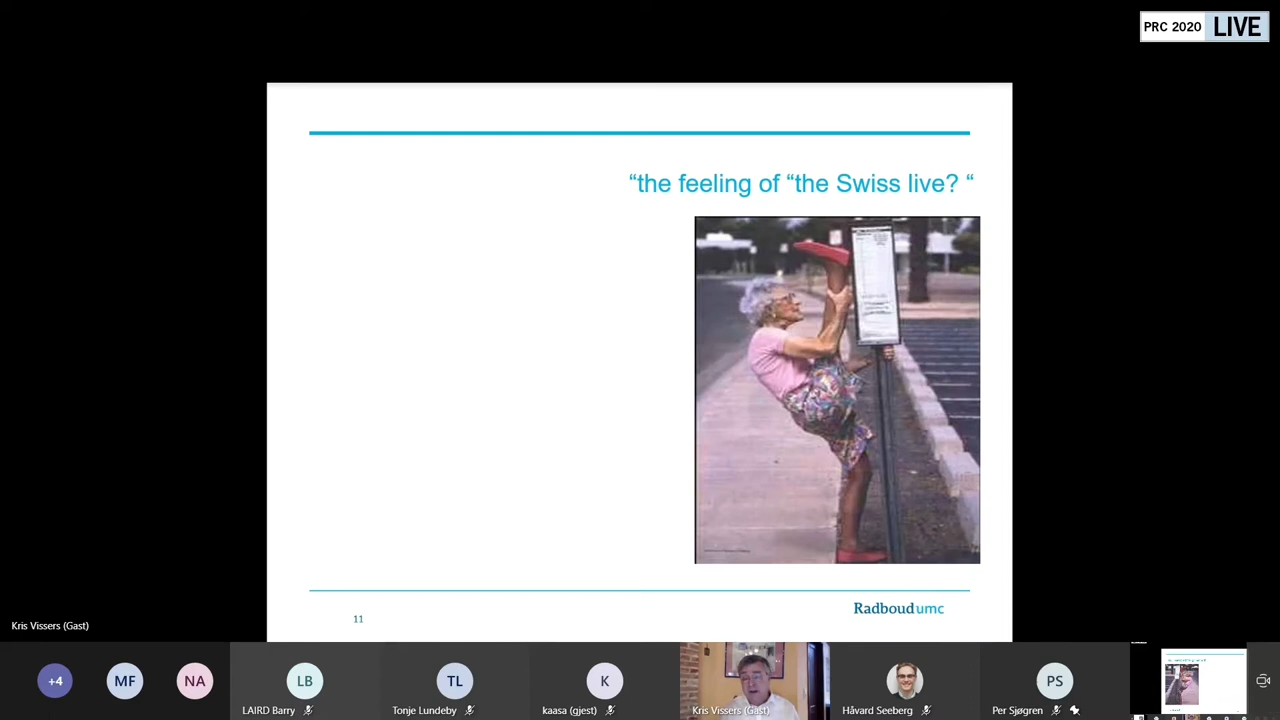 PRC 2020 LIVE
“the feeling of “the Swiss live? “
11
Radboudumc
Kris Vissers (Gast)
+4
MF
NA
LB
LAIRD Barry
TL
Tonje Lundeby
K
kaasa (gjest)
Kris Vissers (Gast)
Håvard Seeberg
PS
Per Sjøgren